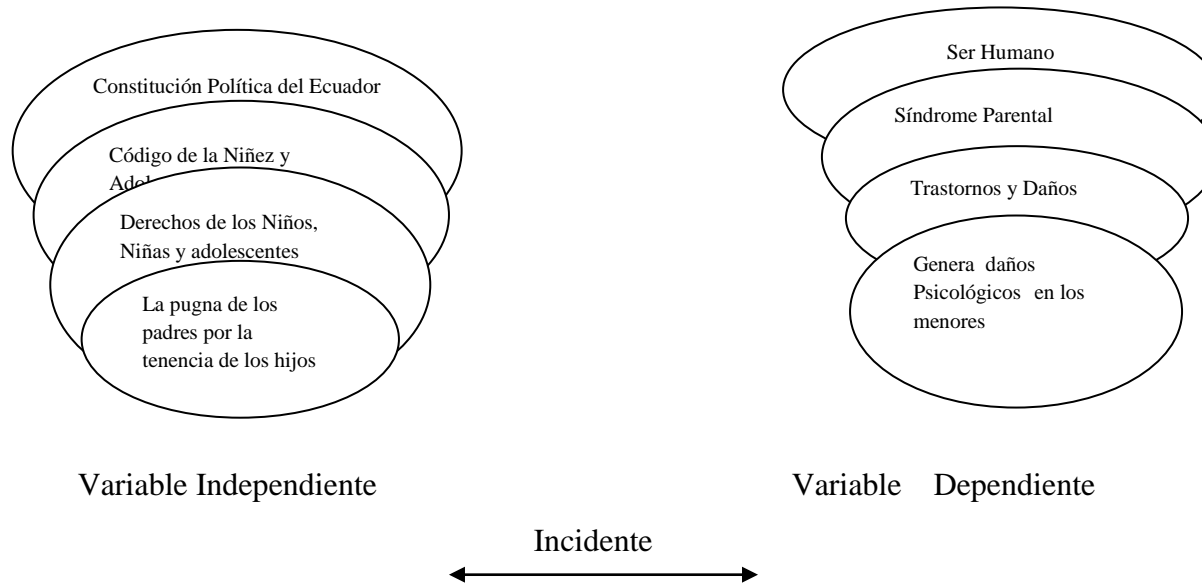 Constitución Política del Ecuador
Código de la Niñez y
Derechos de los Niños,
Niñas y adolescentes
La pugna de los
padres por la
tenencia de los hijos
Variable Independiente
Ser Humano
Síndrome Parental
Trastornos y Daños
Genera daños
Psicológicos en los
menores
Variable Dependiente
Incidente